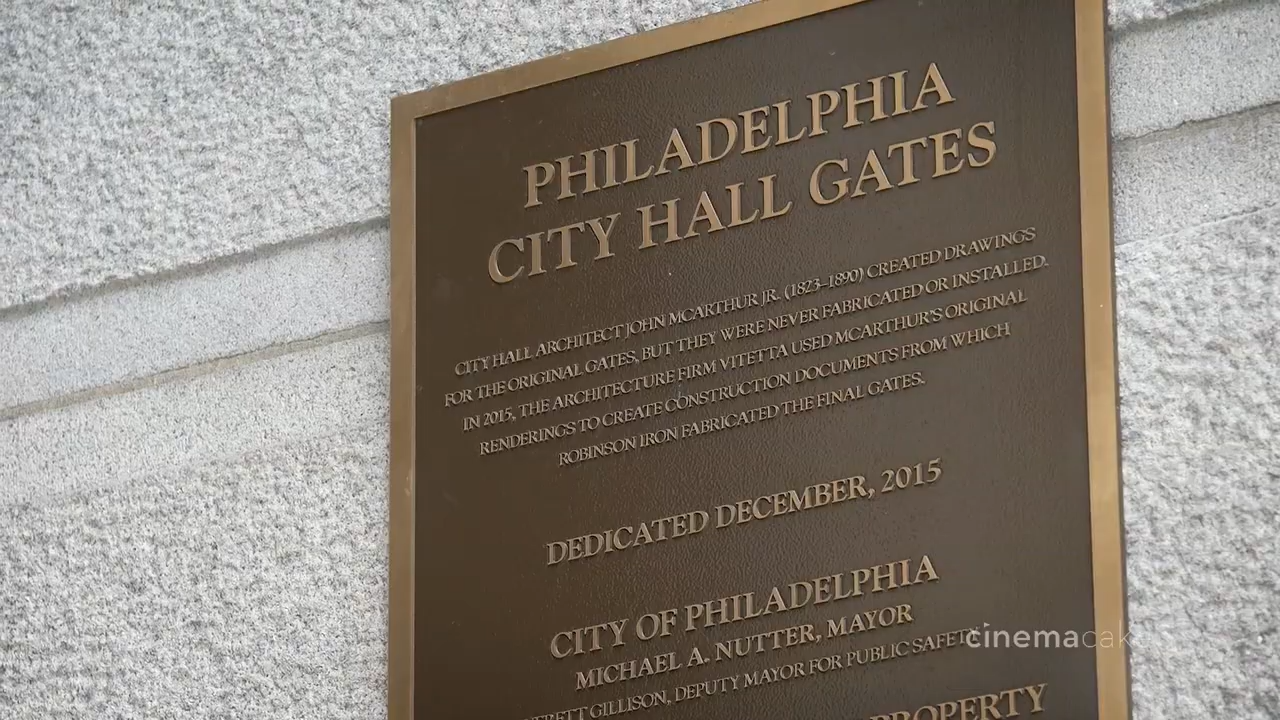 PHILADELPHIA
CITY HALL GATES
CITY HALL ARCHITECT JOHN MCARTHUR JR. (1823-1890) CREATED DRAWINGS
FOR THE ORIGINAL GATES, BUT THEY WERE NEVER FABRICATED OR INSTALLED.
IN 2015, THE ARCHITECTURE FIRM VITETTA USED MCARTHUR'S ORIGINAL
RENDERINGS TO CREATE CONSTRUCTION DOCUMENTS FROM WHICH
ROBINSON IRON FABRICATED THE FINAL GATES.
DEDICATED DECEMBER, 2015
CITY OF PHILADELPHIA
MICHAEL A. NUTTER, MAYOR
GILLISON, DEPUTY MAYOR FOR PUBLIC SAFETY
PROPERTY
cinemacake